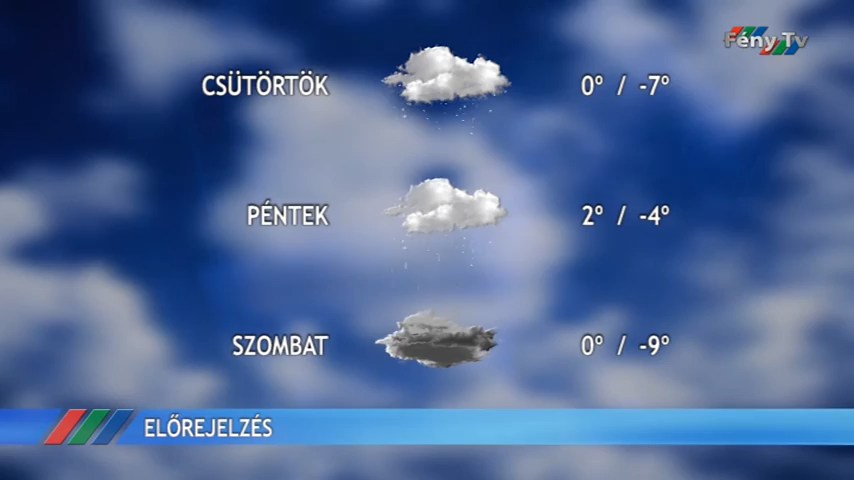 Fény Tv
CSÜTÖRTÖK 0° / -7°
PÉNTEK 2° / -4°
SZOMBAT 0° / -9°
ELŐREJELZÉS